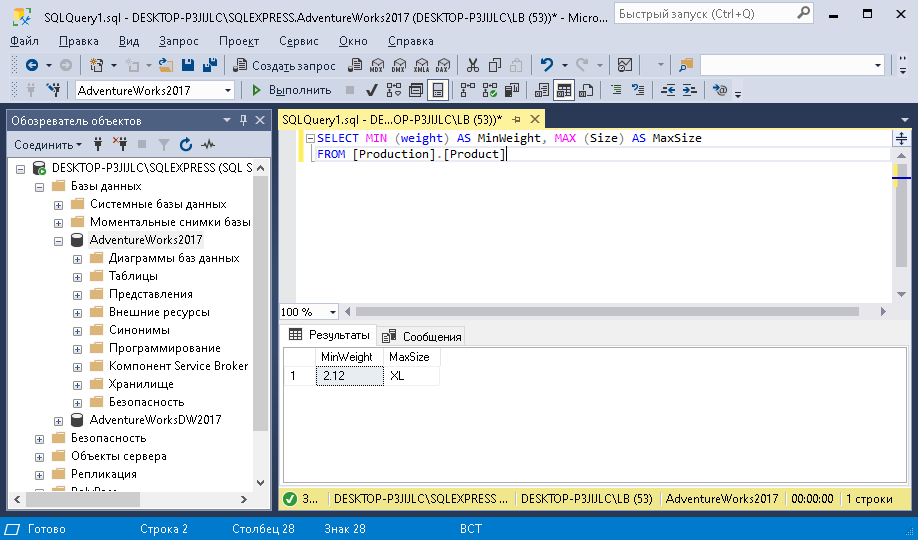 SQLQuery1.sql - DESKTOP-P3JIJLC\SQLEXPRESS.AdventureWorks2017 (DESKTOP-P3JIJLC\LB (53))* - Micro...
Быстрый запуск (Ctrl+Q)
Файл Правка Вид Запрос Проект Сервис Окно Справка
Создать запрос MDX DMX XMLA DAX
AdventureWorks2017 Выполнить
Обозреватель объектов
SQLQuery1.sql - DE...OP-P3JIJLC\LB (53))*
Соединить
DESKTOP-P3JIJLC\SQLEXPRESS (SQL S
Базы данных
Системные базы данных
Моментальные снимки базы
AdventureWorks2017
Диаграммы баз данных
Таблицы
Представления
Внешние ресурсы
Синонимы
Программирование
Компонент Service Broker
Хранилище
Безопасность
AdventureWorksDW2017
Безопасность
Объекты сервера
Репликация
SELECT MIN (weight) AS MinWeight, MAX (Size) AS MaxSize
FROM [Production].[Product]
100 %
Результаты Сообщения
MinWeight MaxSize
1 2.12 XL
З... DESKTOP-P3JIJLC\SQLEXPRESS ... DESKTOP-P3JIJLC\LB (53) AdventureWorks2017 00:00:00 1 строки
Готово Строка 2 Столбец 28 Знак 28 ВСТ